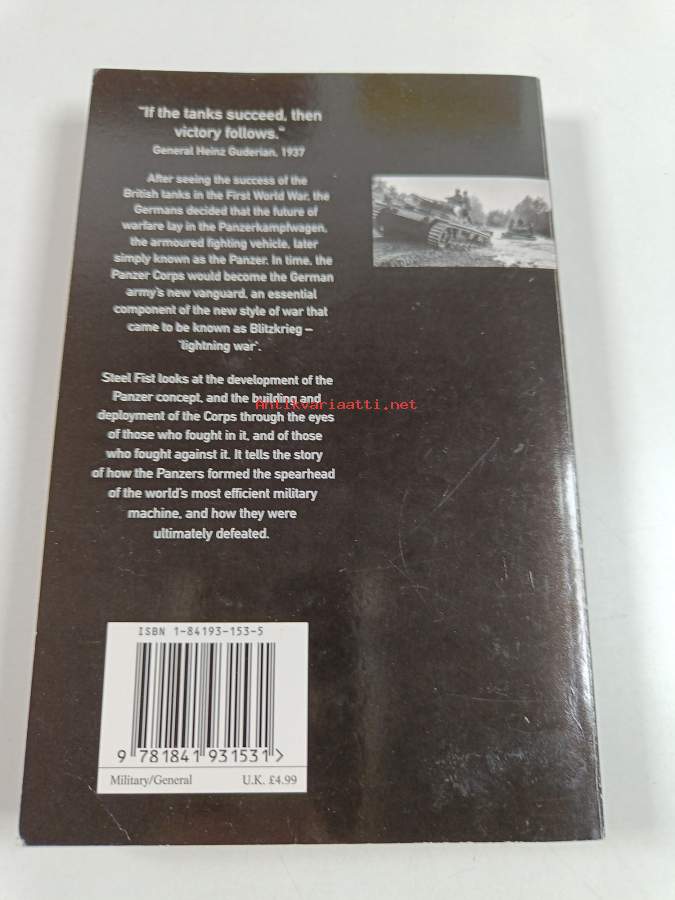 "If the tanks succeed, then
victory follows."
General Heinz Guderian, 1937
After seeing the success of the
British tanks in the First World War, the
Germans decided that the future of
warfare lay in the Panzerkampfwagen,
the armoured fighting vehicle, later
simply known as the Panzer. In time, the
Panzer Corps would become the German
army's new vanguard, an essential
component of the new style of war that
came to be known as Blitzkrieg –
'lightning war'.
Steel Fist looks at the development of the
Panzer concept, and the building and
deployment of the Corps through the eyes
of those who fought in it, and of those
who fought against it. It tells the story
of how the Panzers formed the spearhead
of the world's most efficient military
machine, and how they were
ultimately defeated.
Antikvariaatti.net
ISBN 1-84193-153-5
9 781841 931531 >
Military/General U.K. £4.99